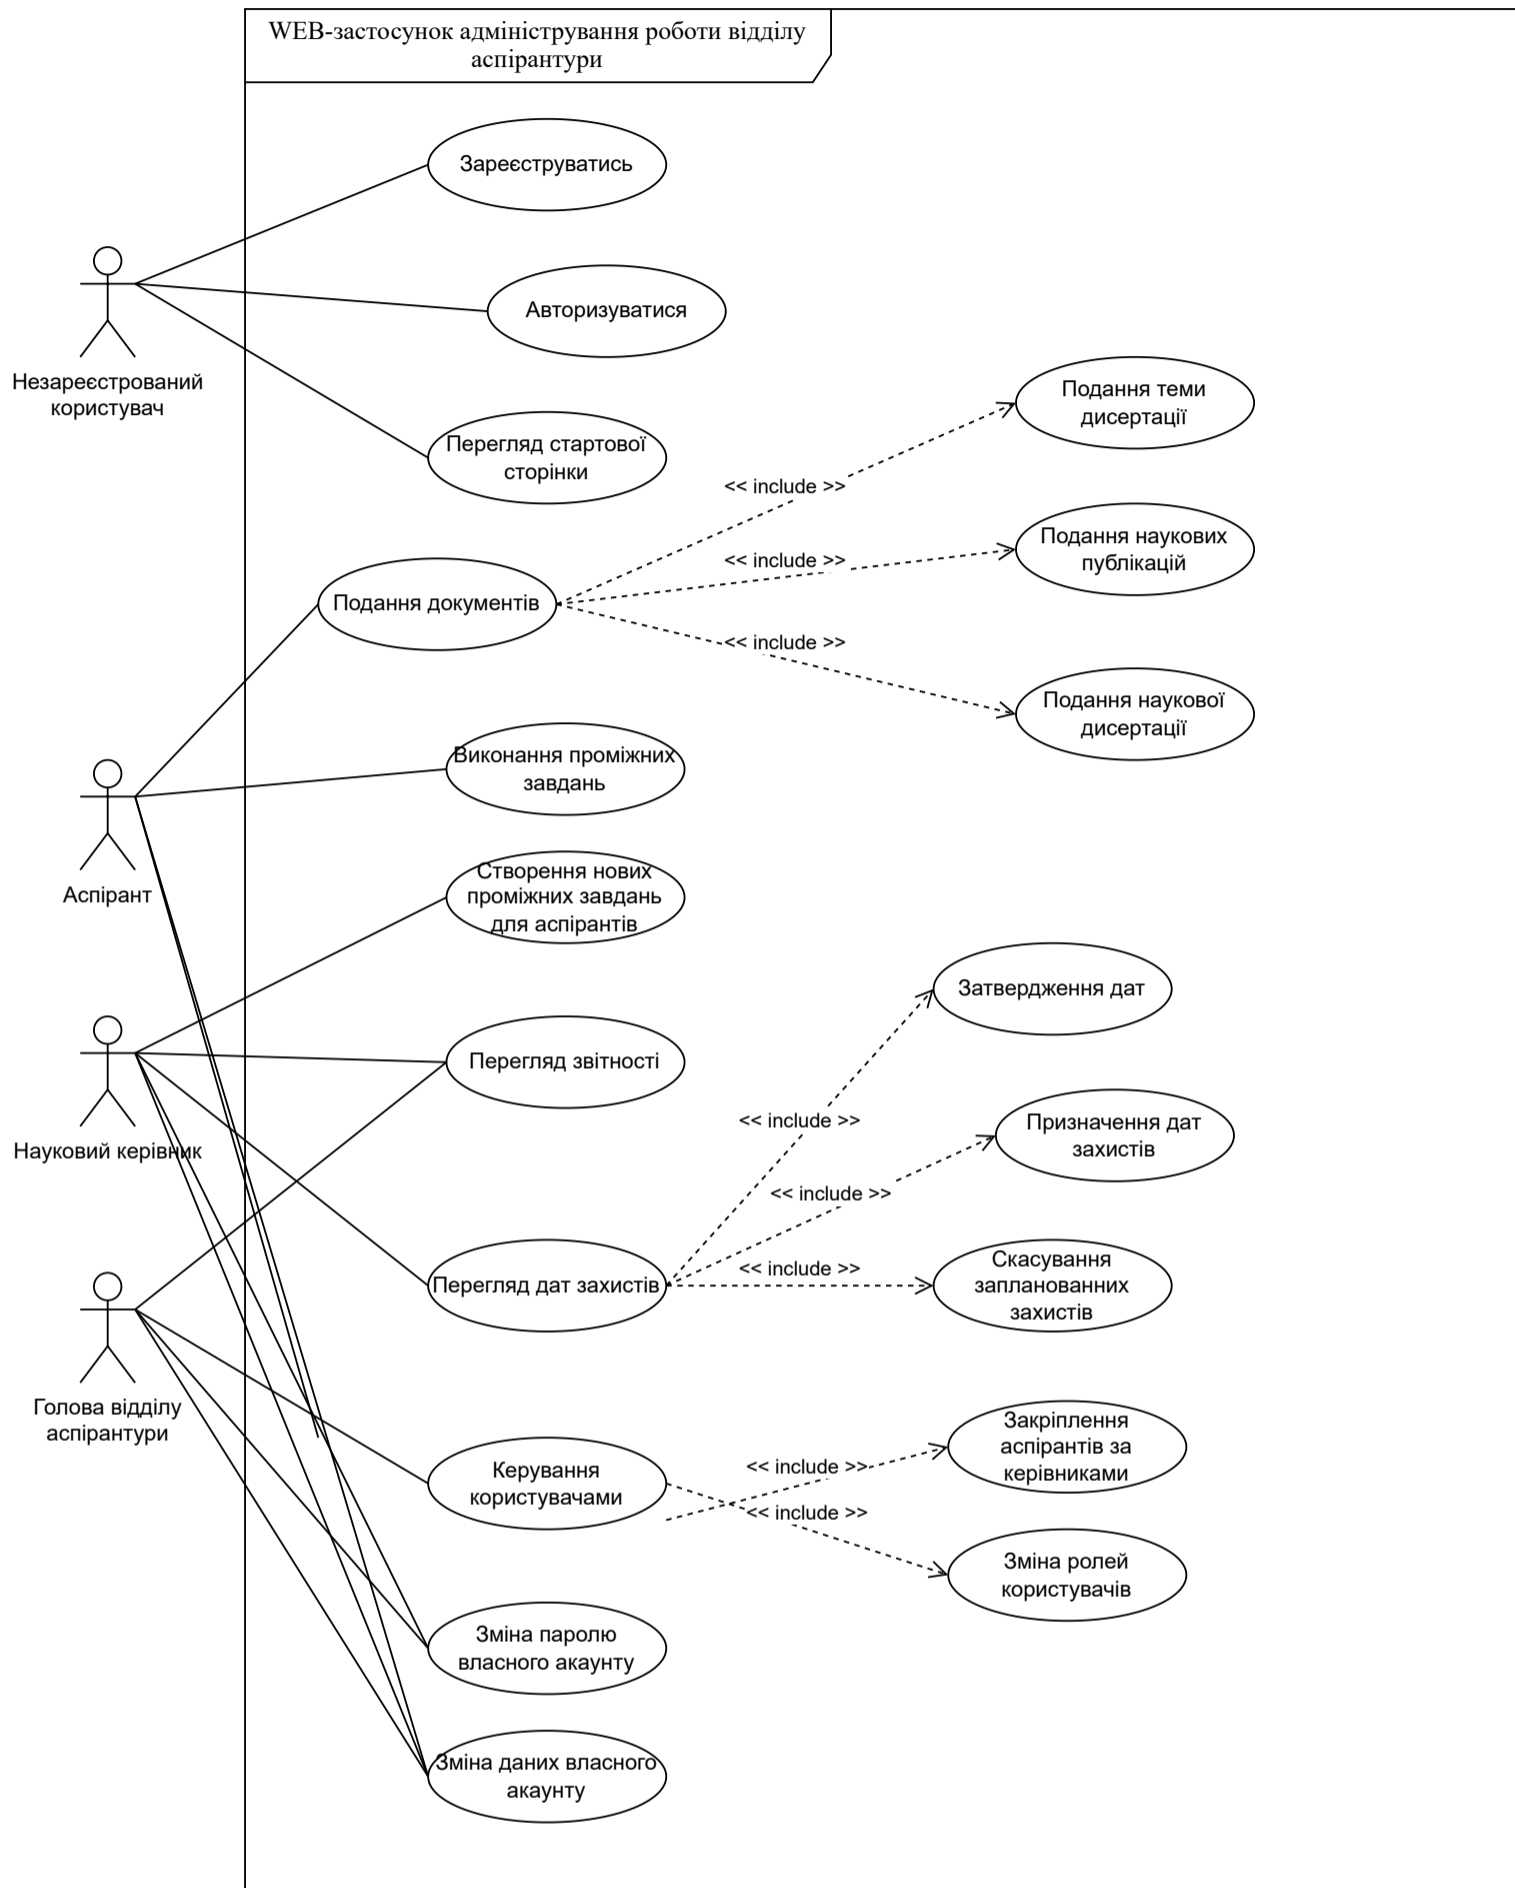 WEB-застосунок адміністрування роботи відділу
аспірантури
Зареєструватись
Авторизуватися
Незареєстрований
користувач
Перегляд стартової
сторінки
Подання теми
дисертації
<< include >>
Подання наукових
публікацій
<< include >>
Подання документів
<< include >>
Подання наукової
дисертації
Виконання проміжних
завдань
Аспірант
Створення нових
проміжних завдань
для аспірантів
Затвердження дат
Перегляд звітності
<< include >>
Призначення дат
захистів
Науковий керівник
<< include >>
<< include >>
Перегляд дат захистів
Скасування
запланованних
захистів
Голова відділу
аспірантури
Закріплення
аспірантів за
керівниками
<< include >>
Керування
користувачами
<< include >>
Зміна ролей
користувачів
Зміна паролю
власного акаунту
Зміна даних власного
акаунту